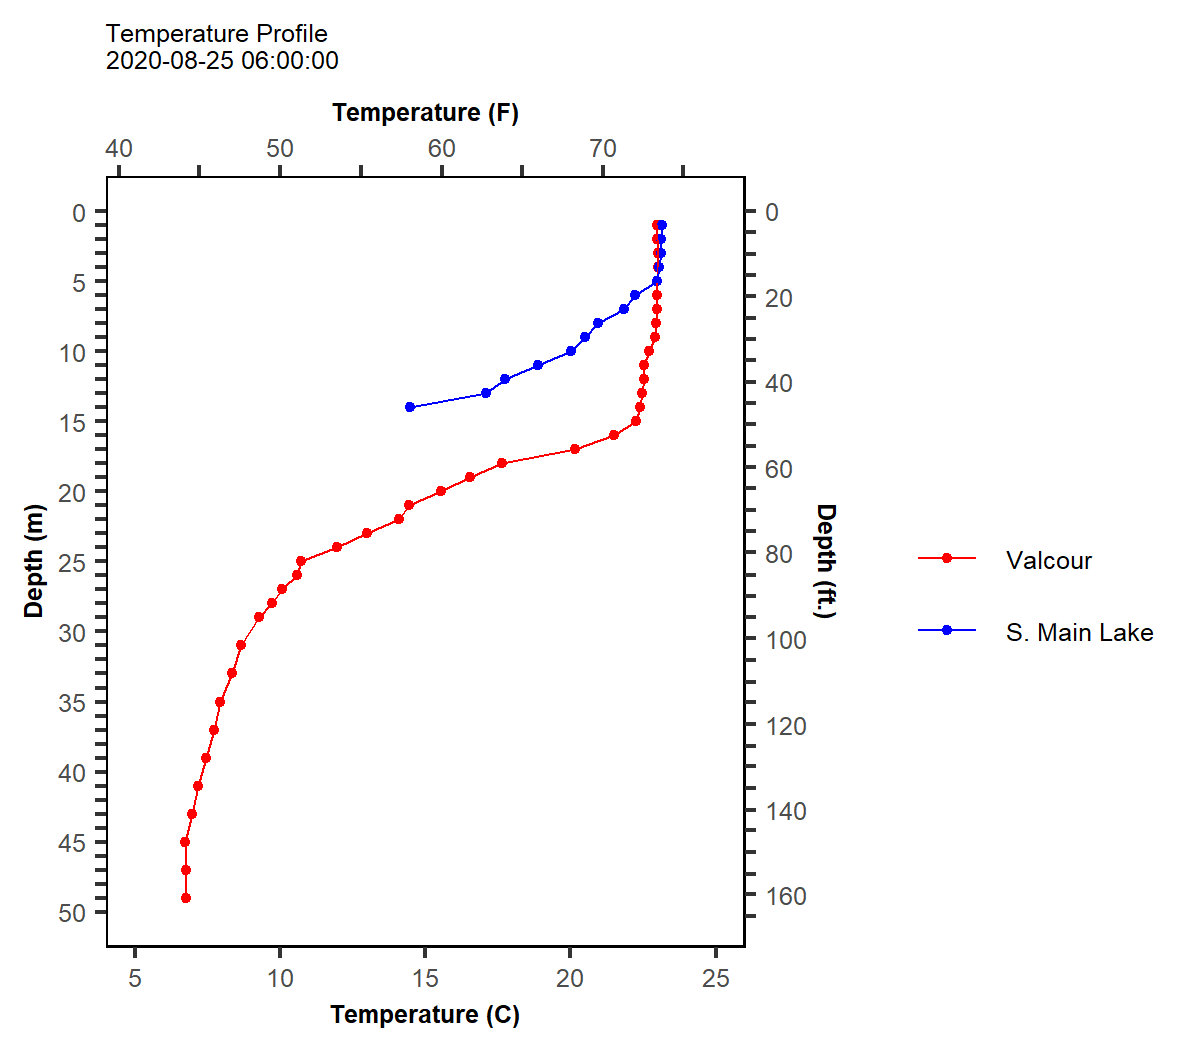 Temperature Profile
2020-08-25 06:00:00
Temperature (F)
40 50 60 70
0
5
10
15
20
25
30
35
40
45
50
Depth (m)
0
20
40
60
80
100
120
140
160
Depth (ft.)
Valcour
S. Main Lake
5 10 15 20 25
Temperature (C)